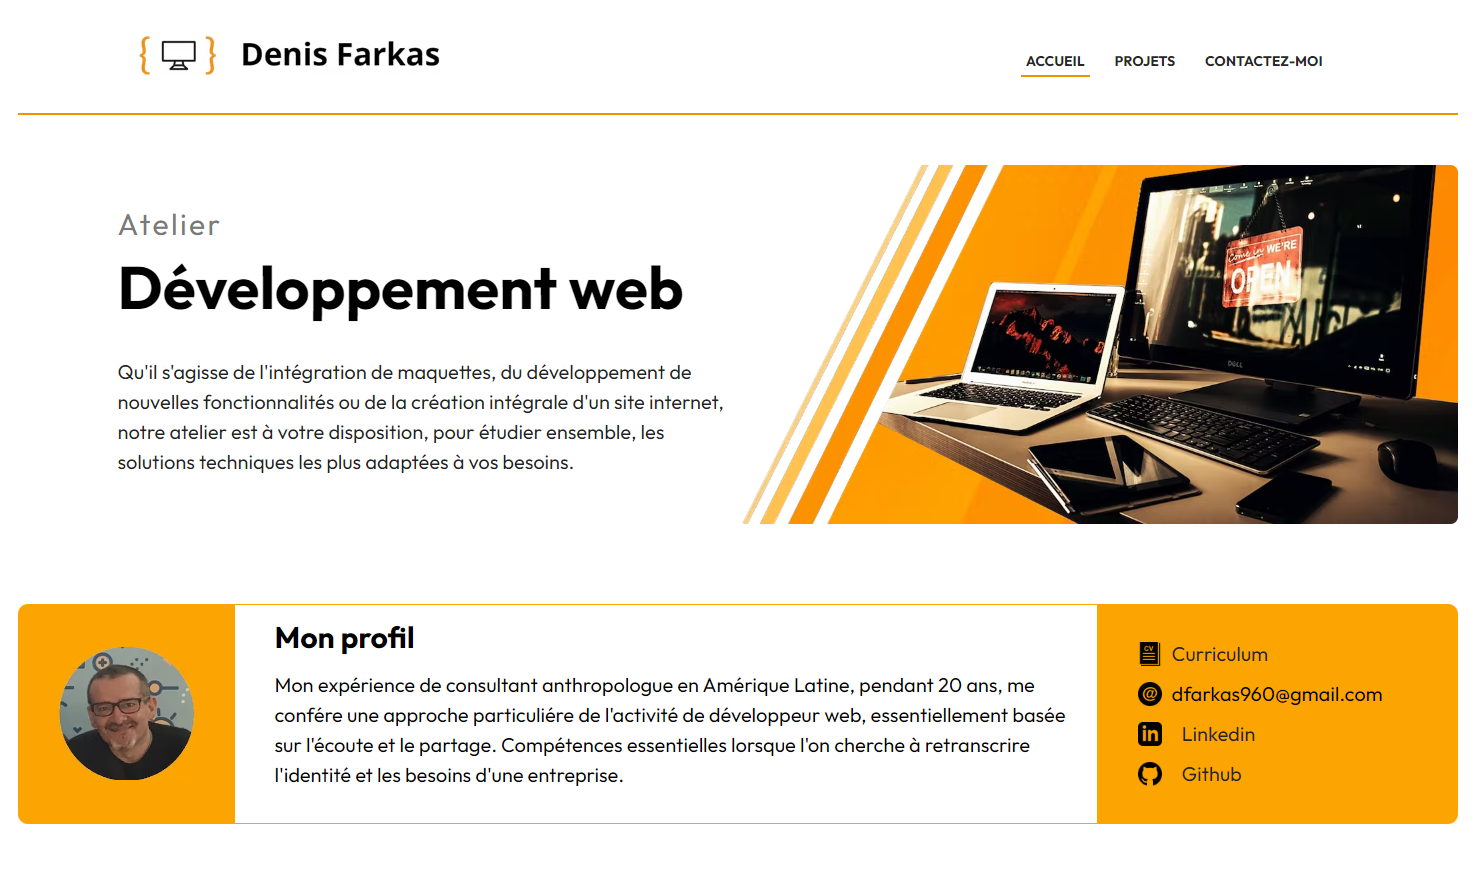 Denis Farkas
ACCUEIL PROJETS CONTACTEZ-MOI
Atelier
Développement web
Qu'il s'agisse de l'intégration de maquettes, du développement de
nouvelles fonctionnalités ou de la création intégrale d'un site internet,
notre atelier est à votre disposition, pour étudier ensemble, les
solutions techniques les plus adaptées à vos besoins.
come in WE'RE
OPEN
DELL
Mon profil
Mon expérience de consultant anthropologue en Amérique Latine, pendant 20 ans, me
confére une approche particuliére de l'activité de développeur web, essentiellement basée
sur l'écoute et le partage. Compétences essentielles lorsque l'on cherche à retranscrire
l'identité et les besoins d'une entreprise.
CV Curriculum
@ dfarkas960@gmail.com
in Linkedin
Github